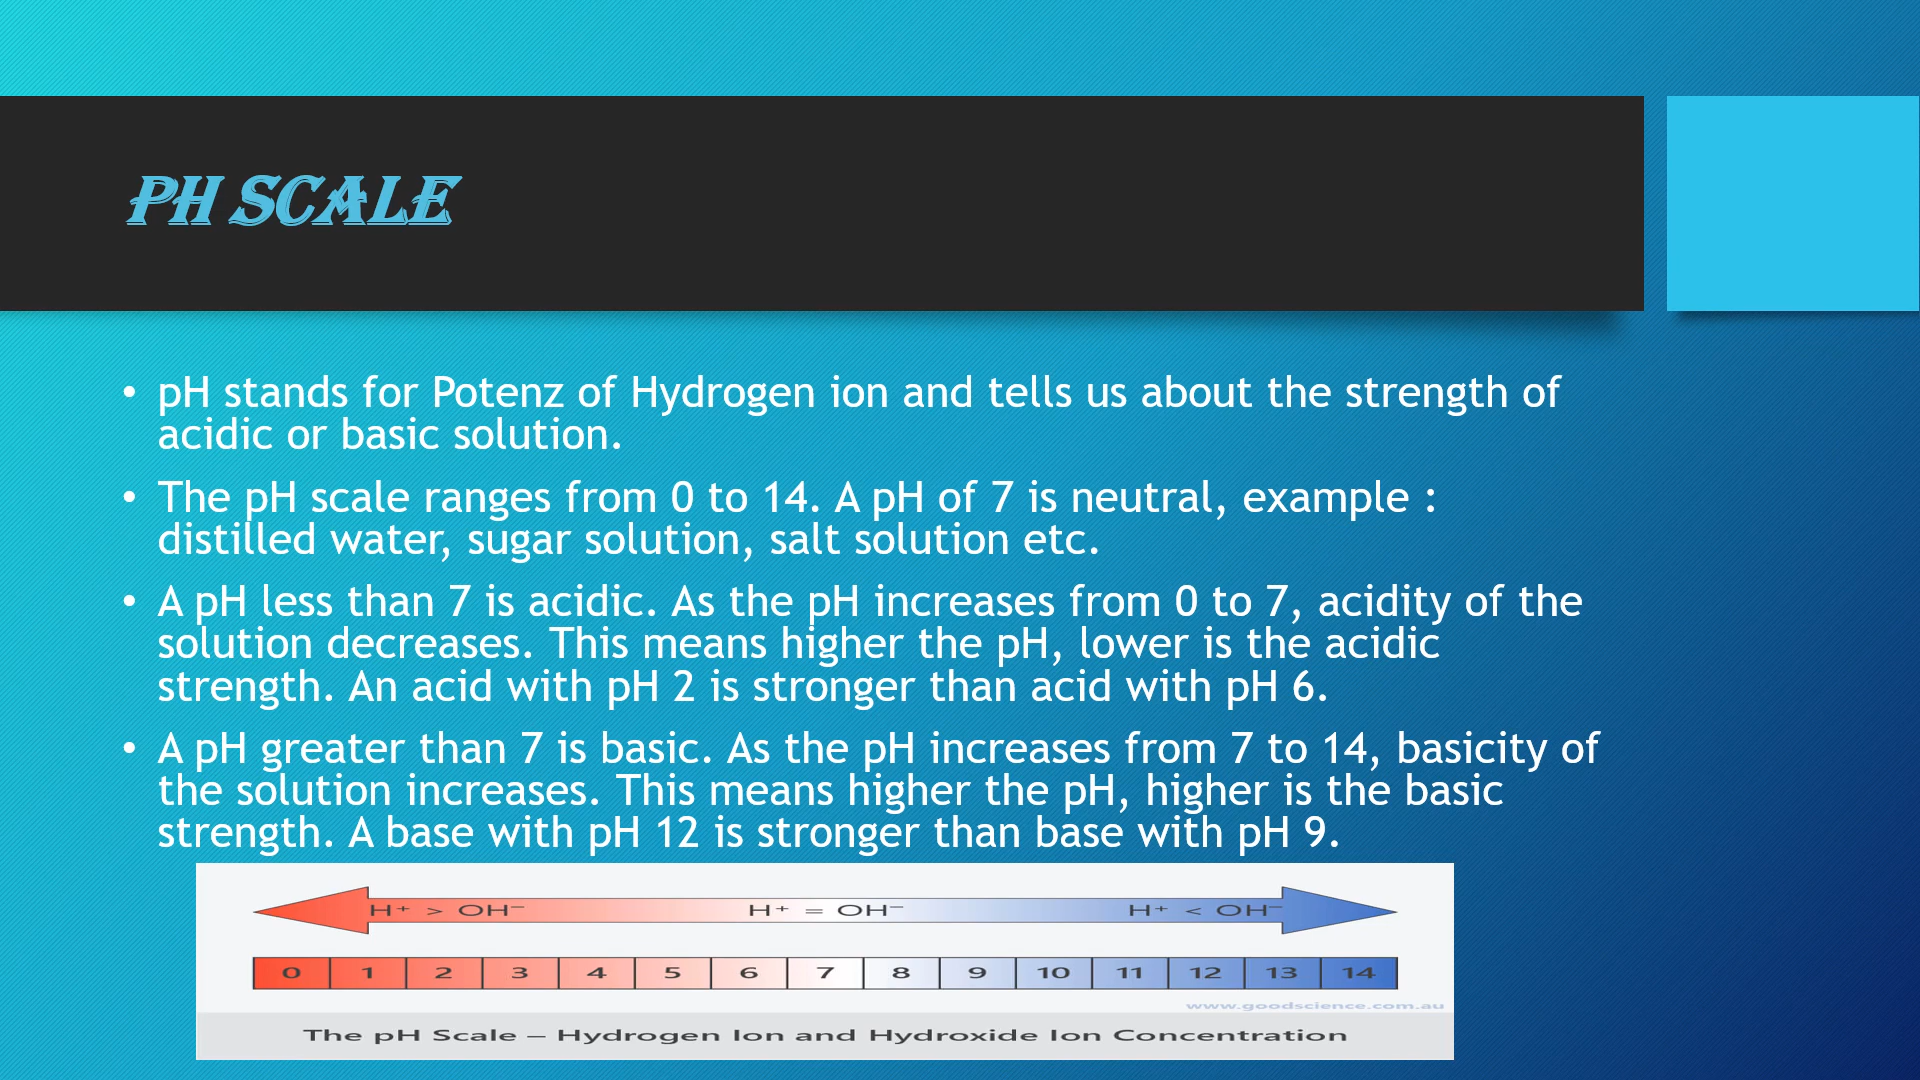 PH SCALE
• pH stands for Potenz of Hydrogen ion and tells us about the strength of
acidic or basic solution.
• The pH scale ranges from 0 to 14. A pH of 7 is neutral, example :
distilled water, sugar solution, salt solution etc.
• A pH less than 7 is acidic. As the pH increases from 0 to 7, acidity of the
solution decreases. This means higher the pH, lower is the acidic
strength. An acid with pH 2 is stronger than acid with pH 6.
• A pH greater than 7 is basic. As the pH increases from 7 to 14, basicity of
the solution increases. This means higher the pH, higher is the basic
strength. A base with pH 12 is stronger than base with pH 9.
H⁺ > OH⁻ H⁺ = OH⁻ H⁺ < OH⁻
0 1 2 3 4 5 6 7 8 9 10 11 12 13 14
www.goodscience.com.au
The pH Scale – Hydrogen Ion and Hydroxide Ion Concentration